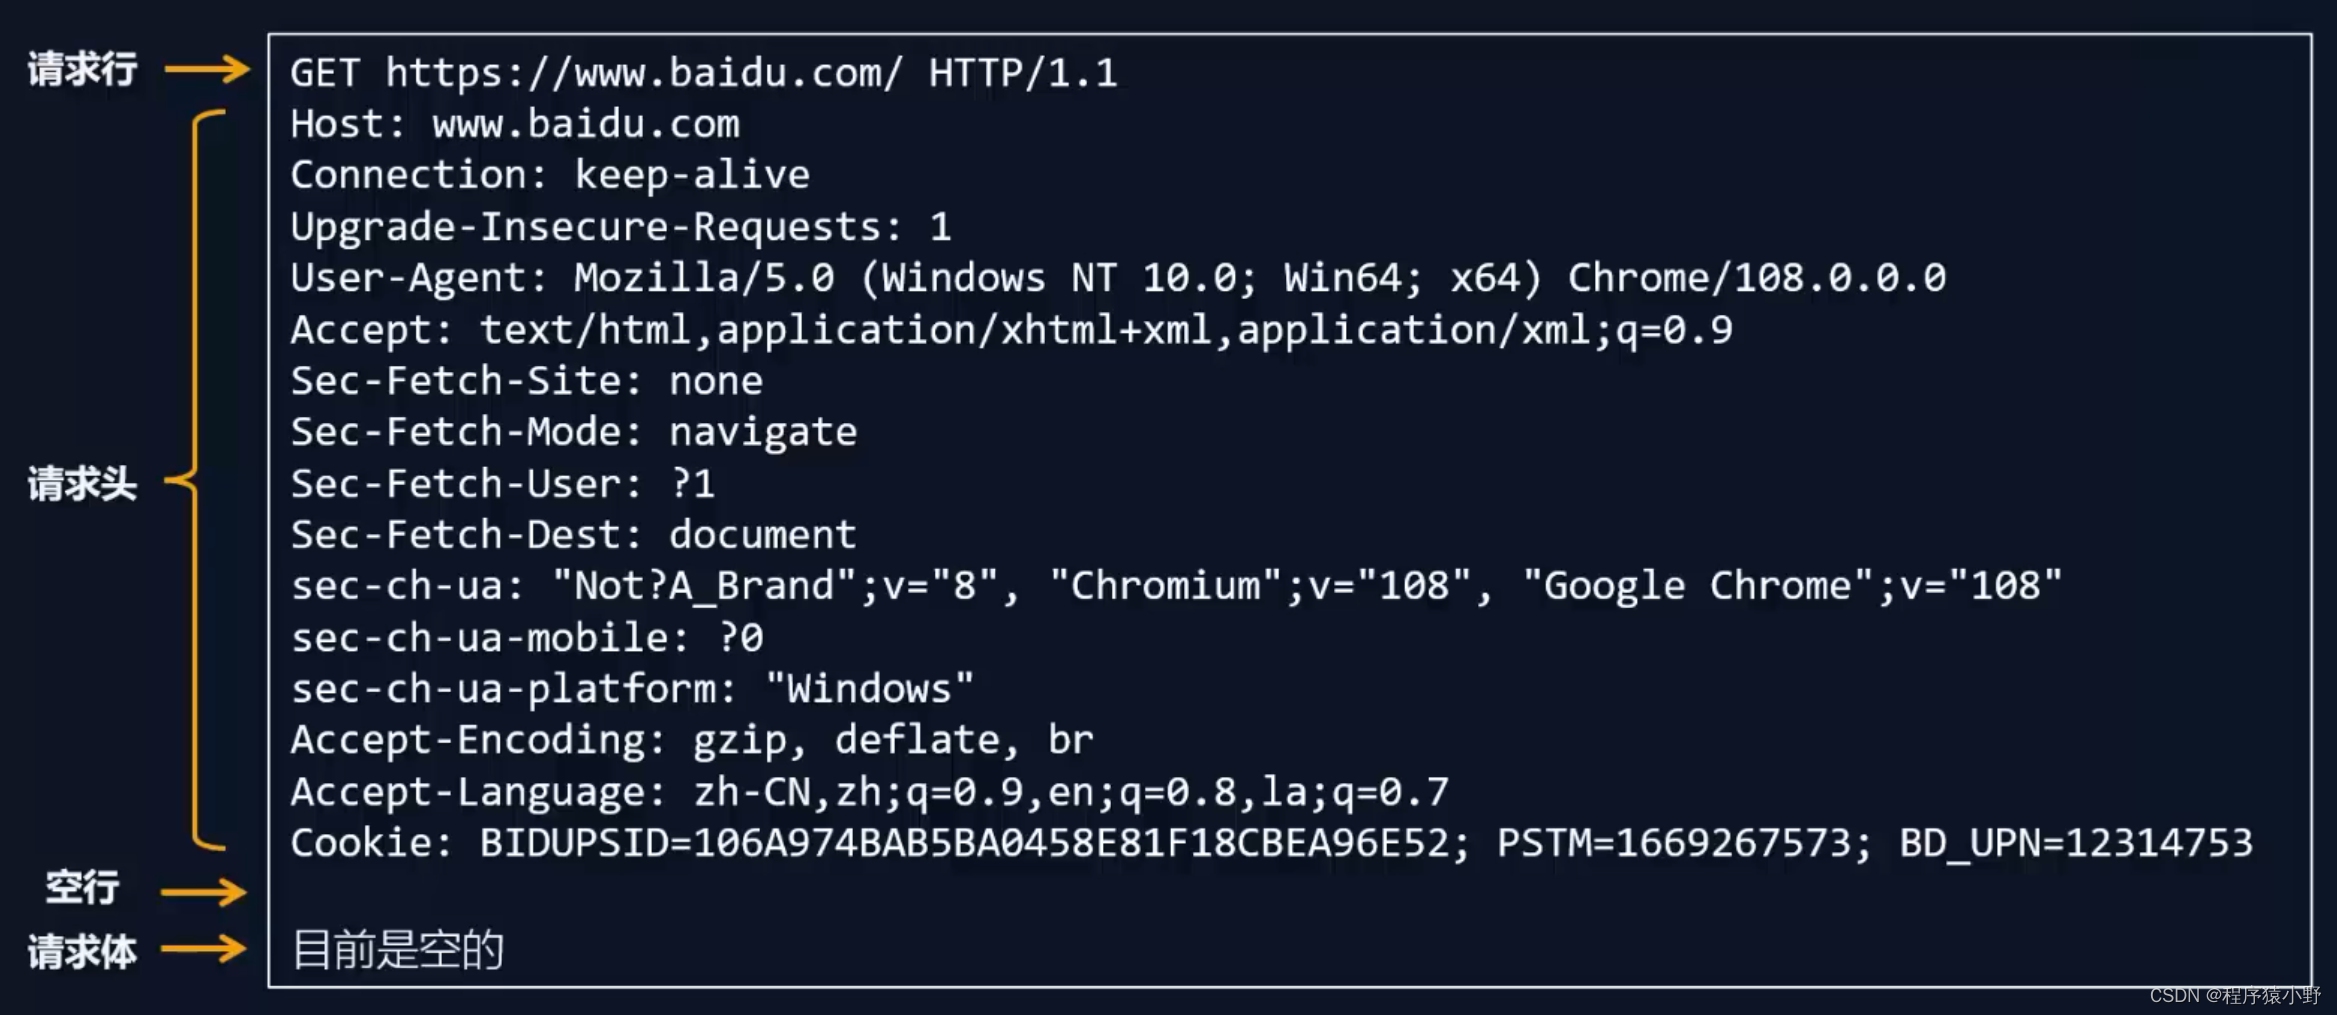 请求行
GET https://www.baidu.com/ HTTP/1.1
Host: www.baidu.com
Connection: keep-alive
Upgrade-Insecure-Requests: 1
User-Agent: Mozilla/5.0 (Windows NT 10.0; Win64; x64) Chrome/108.0.0.0
Accept: text/html,application/xhtml+xml,application/xml;q=0.9
Sec-Fetch-Site: none
Sec-Fetch-Mode: navigate
请求头
Sec-Fetch-User: ?1
Sec-Fetch-Dest: document
sec-ch-ua: "Not?A_Brand";v="8", "Chromium";v="108", "Google Chrome";v="108"
sec-ch-ua-mobile: ?0
sec-ch-ua-platform: "Windows"
Accept-Encoding: gzip, deflate, br
Accept-Language: zh-CN,zh;q=0.9,en;q=0.8,la;q=0.7
Cookie: BIDUPSID=106A974BAB5BA0458E81F18CBEA96E52; PSTM=1669267573; BD_UPN=12314753
空行
请求体
目前是空的
CSDN @程序猿小野